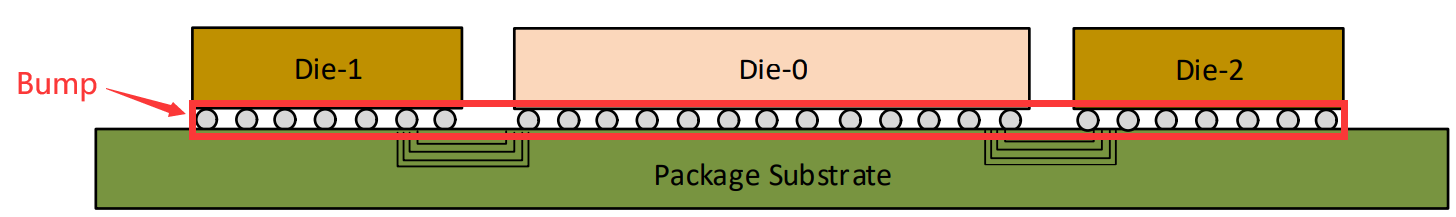 Die-1
Die-0
Die-2
Bump
Package Substrate